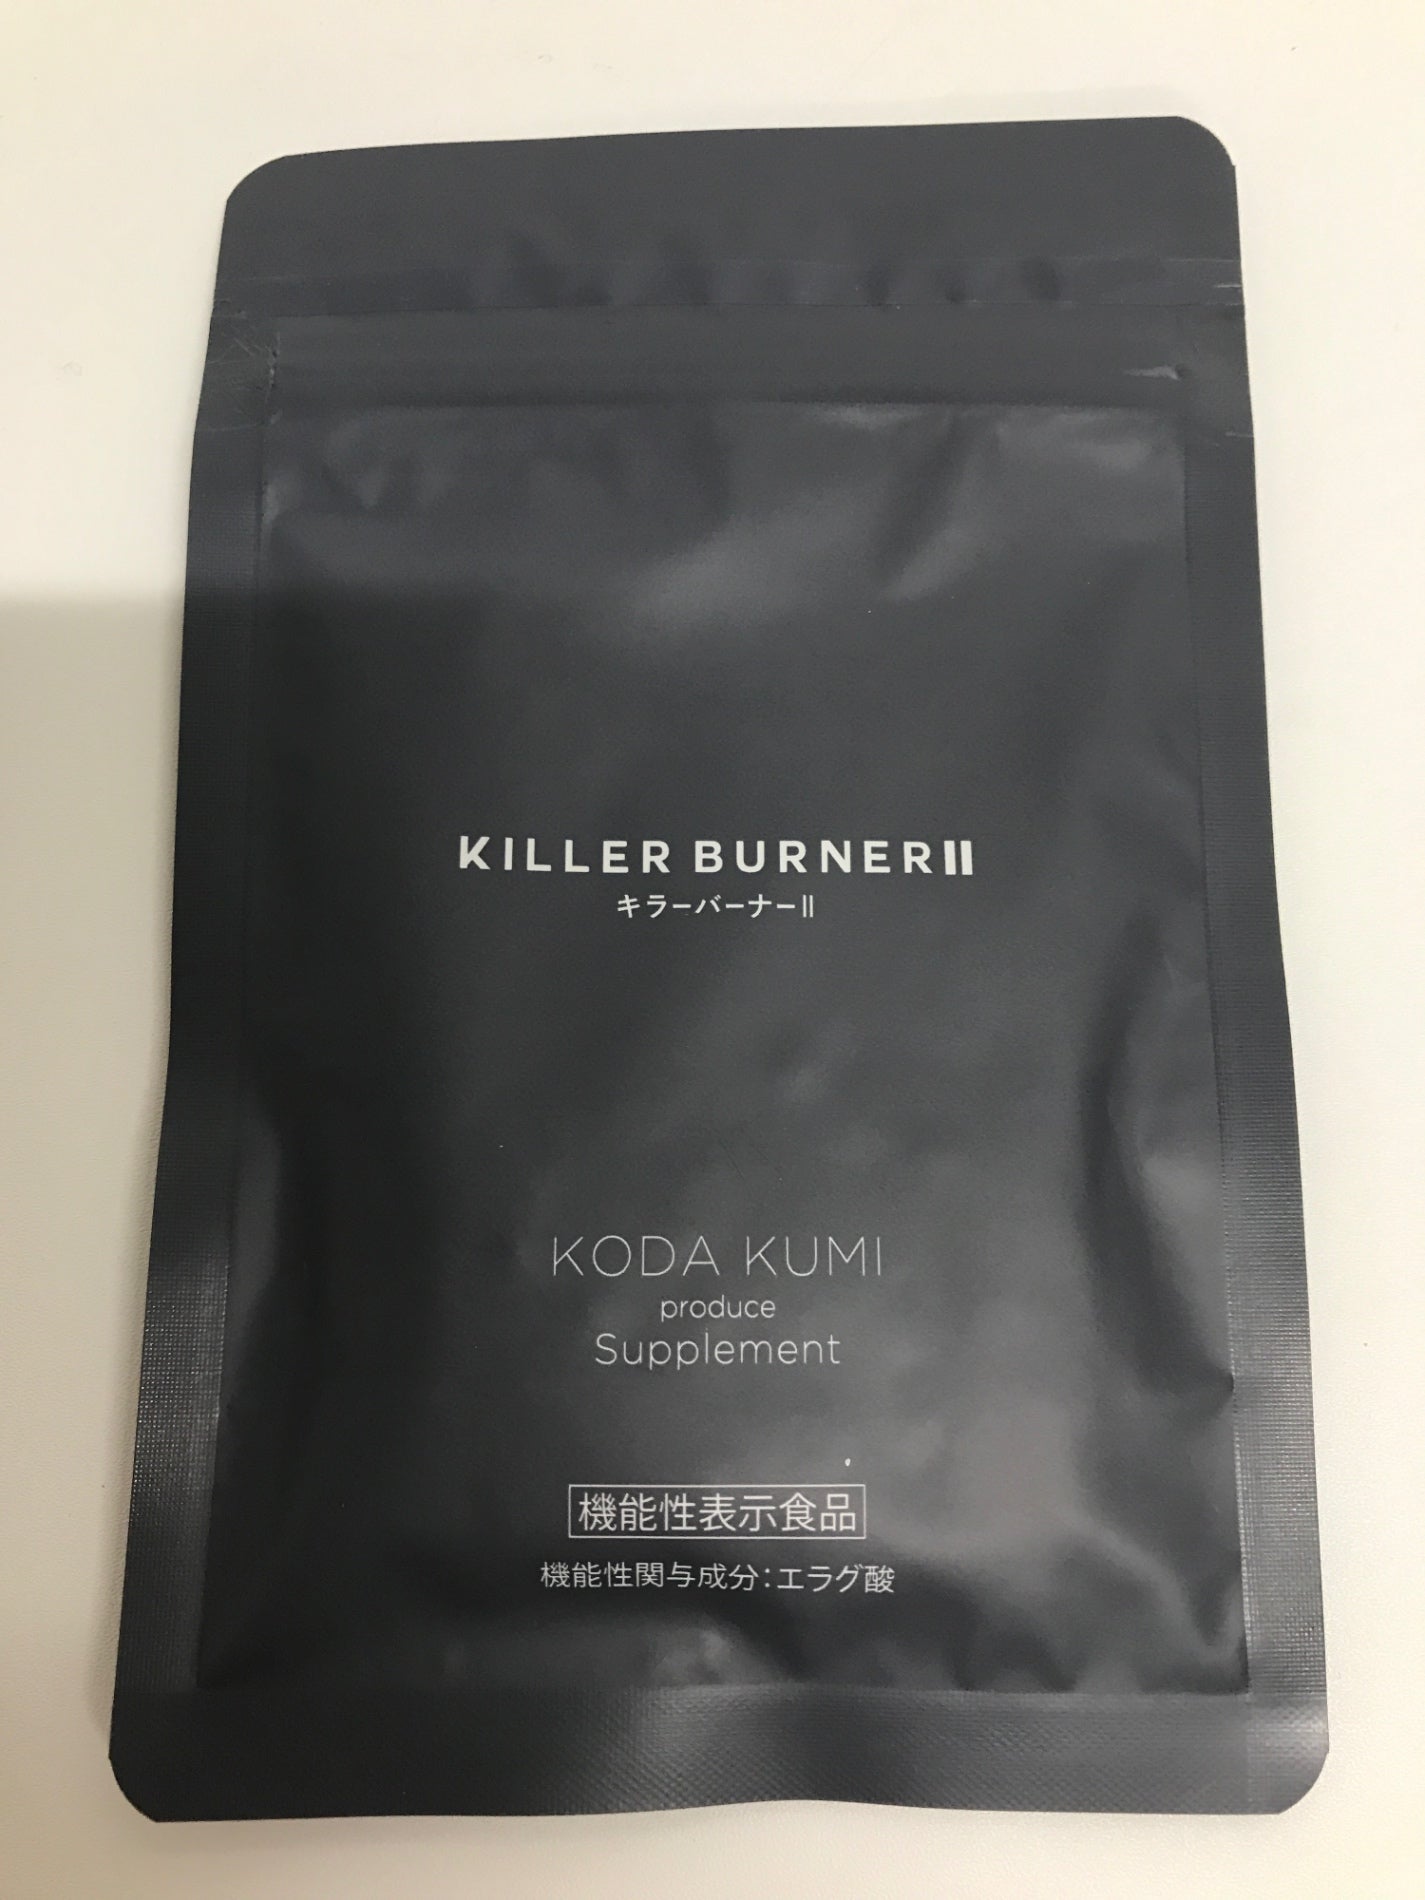 KILLER BURNERⅡ
キラーバーナーⅡ
KODA KUMI
produce
Supplement
機能性表示食品
機能性関与成分：エラグ酸